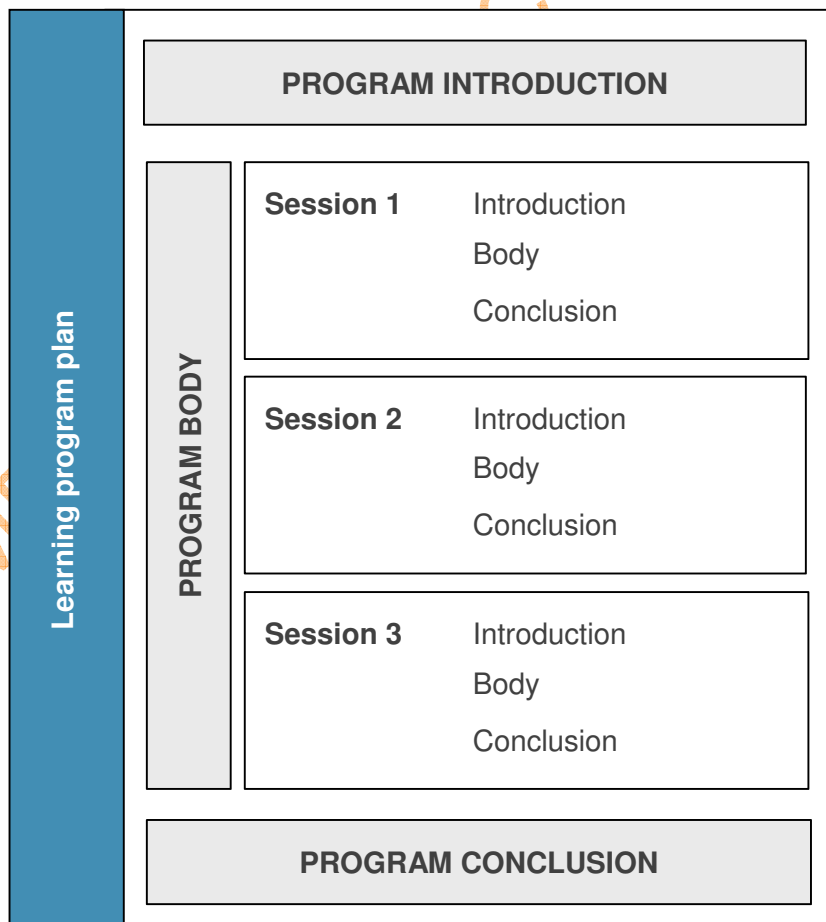 Learning program plan
PROGRAM INTRODUCTION
PROGRAM BODY
Session 1 Introduction
Body
Conclusion
Session 2 Introduction
Body
Conclusion
Session 3 Introduction
Body
Conclusion
PROGRAM CONCLUSION